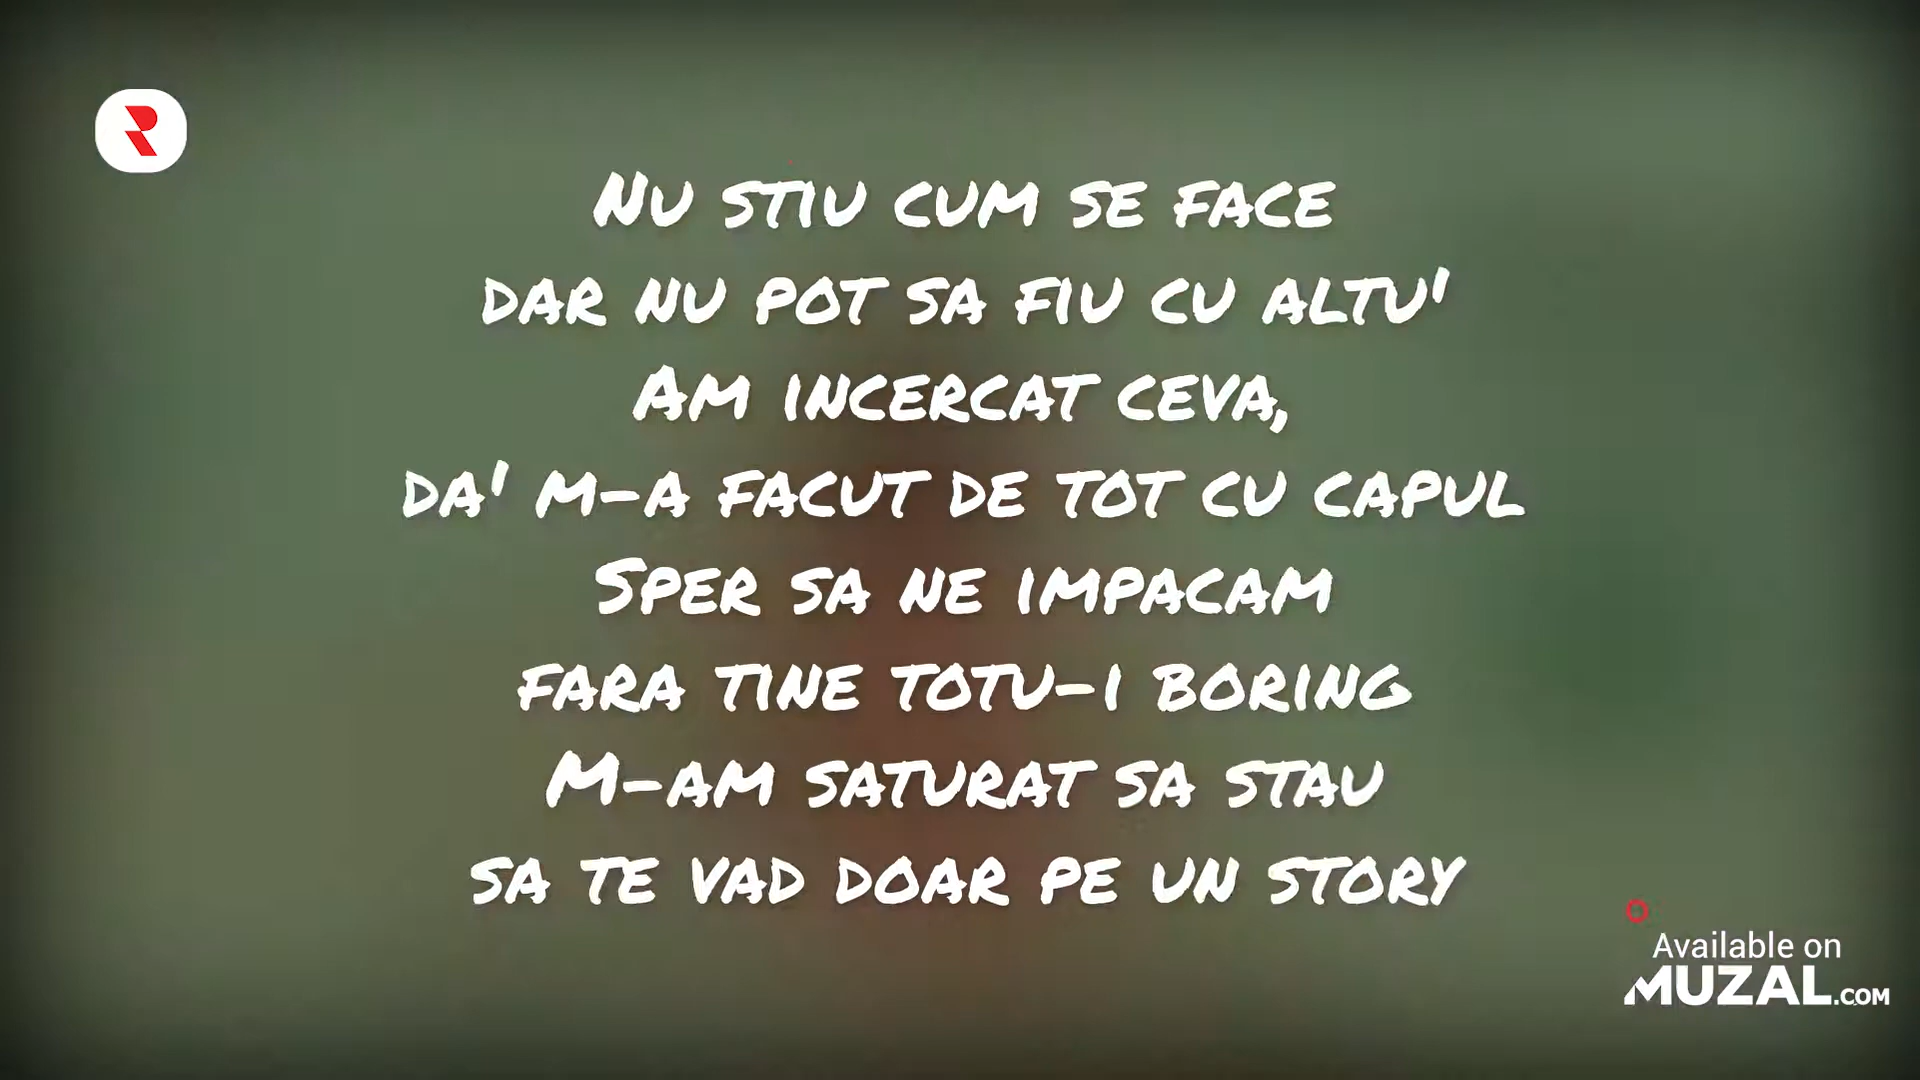 Nu stiu cum se face
dar nu pot sa fiu cu altu'
Am incercat ceva,
da' m-a facut de tot cu capul
Sper sa ne impacam
fara tine totu-i boring
M-am saturat sa stau
sa te vad doar pe un story
Available on
MUZAL.COM